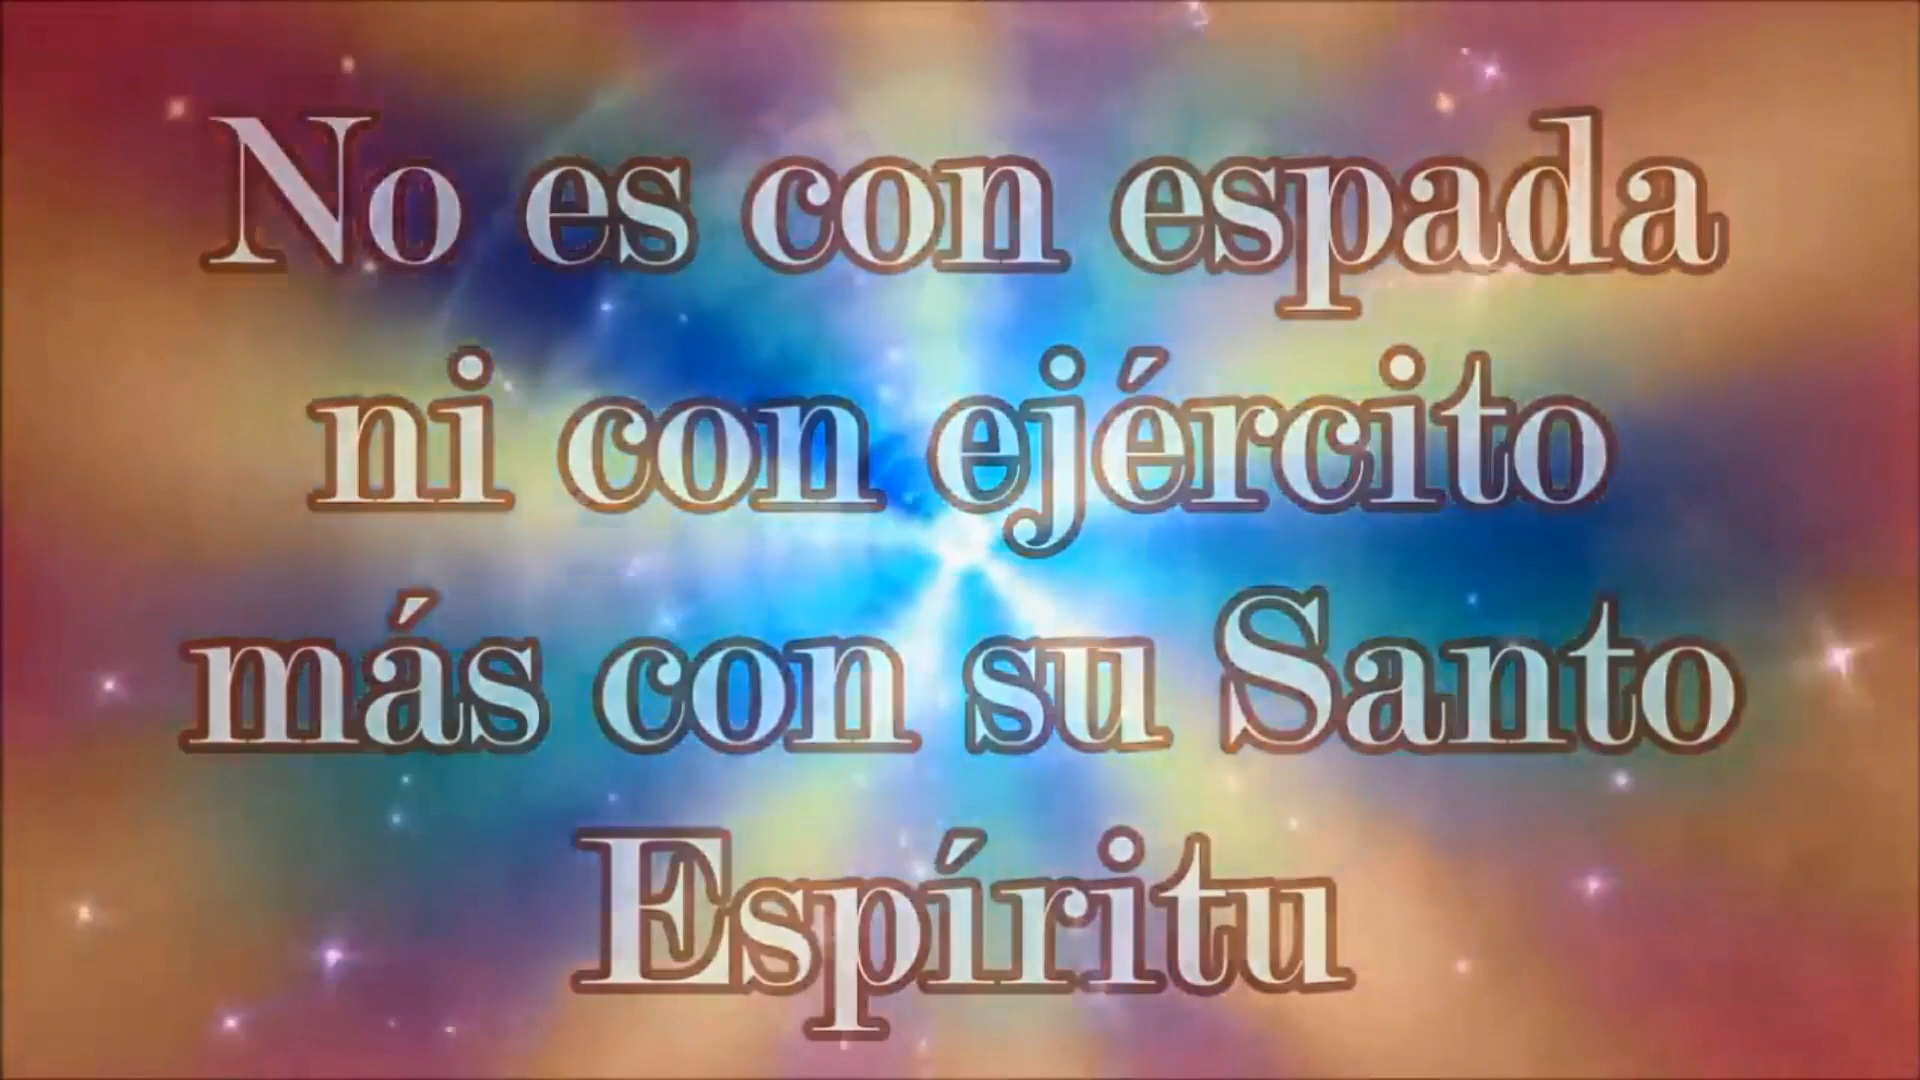 No es con espada
ni con ejército
más con su Santo
Espíritu